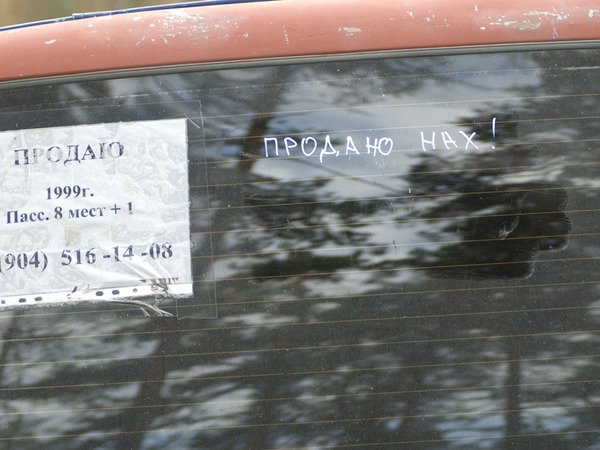 ПРОДАЮ
1999г.
Пасс. 8 мест + 1
(904) 516-14-08
ПРОДАНО НАХ!